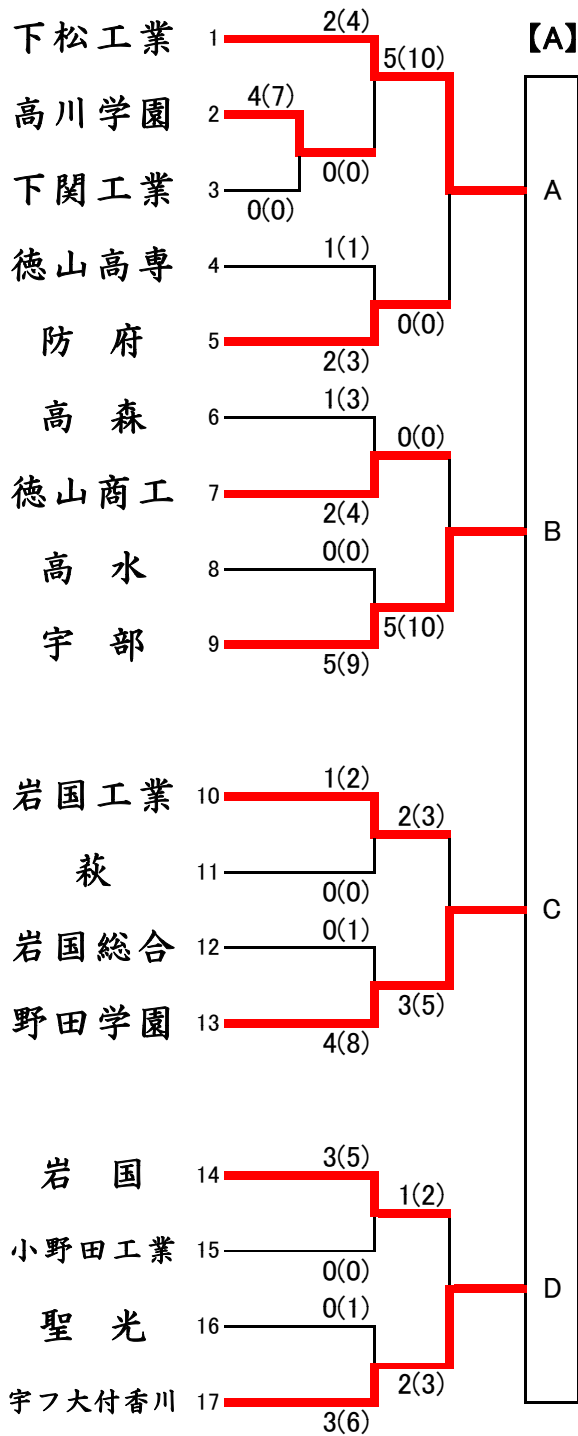 【A】
下松工業 1 2(4)
5(10)
高川学園 2 4(7)
0(0)
下関工業 3 0(0)
A
徳山高専 4 1(1)
0(0)
防府 5 2(3)
高森 6 1(3)
0(0)
徳山商工 7 2(4)
B
高水 8 0(0)
5(10)
宇部 9 5(9)
岩国工業 10 1(2)
2(3)
萩 11 0(0)
C
岩国総合 12 0(1)
3(5)
野田学園 13 4(8)
岩国 14 3(5)
1(2)
小野田工業 15 0(0)
D
聖光 16 0(1)
2(3)
宇フ大付香川 17 3(6)